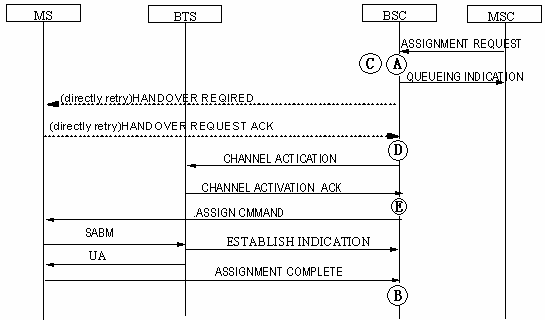 MS BTS BSC MSC
ASSIGNMENT REQUEST
C A
QUEUEING INDICATION
(directly retry)HANDOVER REQIRED
(directly retry)HANDOVER REQUEST ACK
D
CHANNEL ACTICATION
CHANNEL ACTIVATION ACK
E
.ASSIGN CMMAND
SABM
ESTABLISH INDICATION
UA
ASSIGNMENT COMPLETE
B